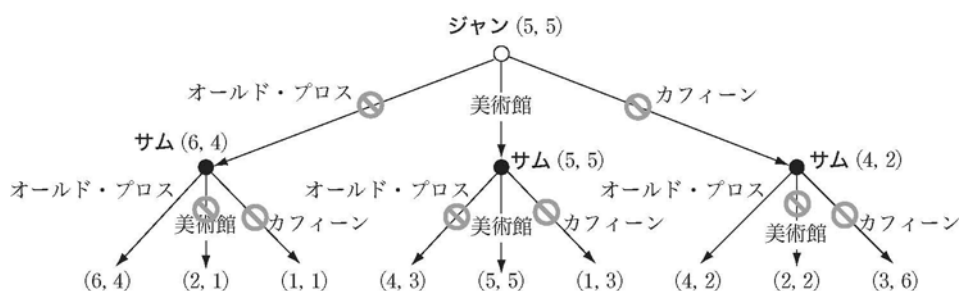 ジャン (5, 5)
オールド・プロス 美術館 カフィーン
サム (6, 4) サム (5, 5) サム (4, 2)
オールド・プロス 美術館 カフィーン オールド・プロス 美術館 カフィーン オールド・プロス 美術館 カフィーン
(6, 4) (2, 1) (1, 1) (4, 3) (5, 5) (1, 3) (4, 2) (2, 2) (3, 6)